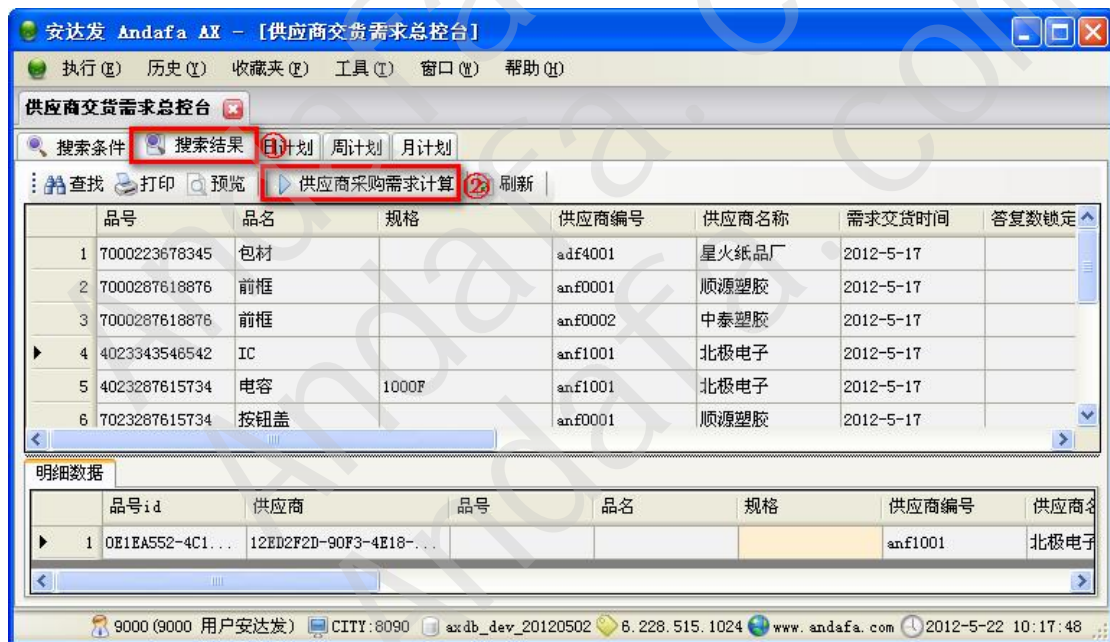 安达发 Andafa AX - [供应商交货需求总控台]
执行(E) 历史(Y) 收藏夹(F) 工具(T) 窗口(W) 帮助(H)
供应商交货需求总控台
搜索条件 搜索结果 ① 日计划 周计划 月计划
查找 打印 预览 供应商采购需求计算 ② 刷新
品号 品名 规格 供应商编号 供应商名称 需求交货时间 答复数锁定
1 7000223678345 包材 adf4001 星火纸品厂 2012-5-17
2 7000287618876 前框 anf0001 顺源塑胶 2012-5-17
3 7000287618876 前框 anf0002 中泰塑胶 2012-5-17
4 4023343546542 IC anf1001 北极电子 2012-5-17
5 4023287615734 电容 1000F anf1001 北极电子 2012-5-17
6 7023287615734 按钮盖 anf0001 顺源塑胶 2012-5-17
明细数据
品号id 供应商 品号 品名 规格 供应商编号 供应商名
1 0E1EA552-4C1... 12ED2F2D-90F3-4E18-... anf1001 北极电子
9000(9000 用户安达发) CITY:8090 axdb_dev_20120502 6.228.515.1024 www.andafa.com 2012-5-22 10:17:48
Andafa.com